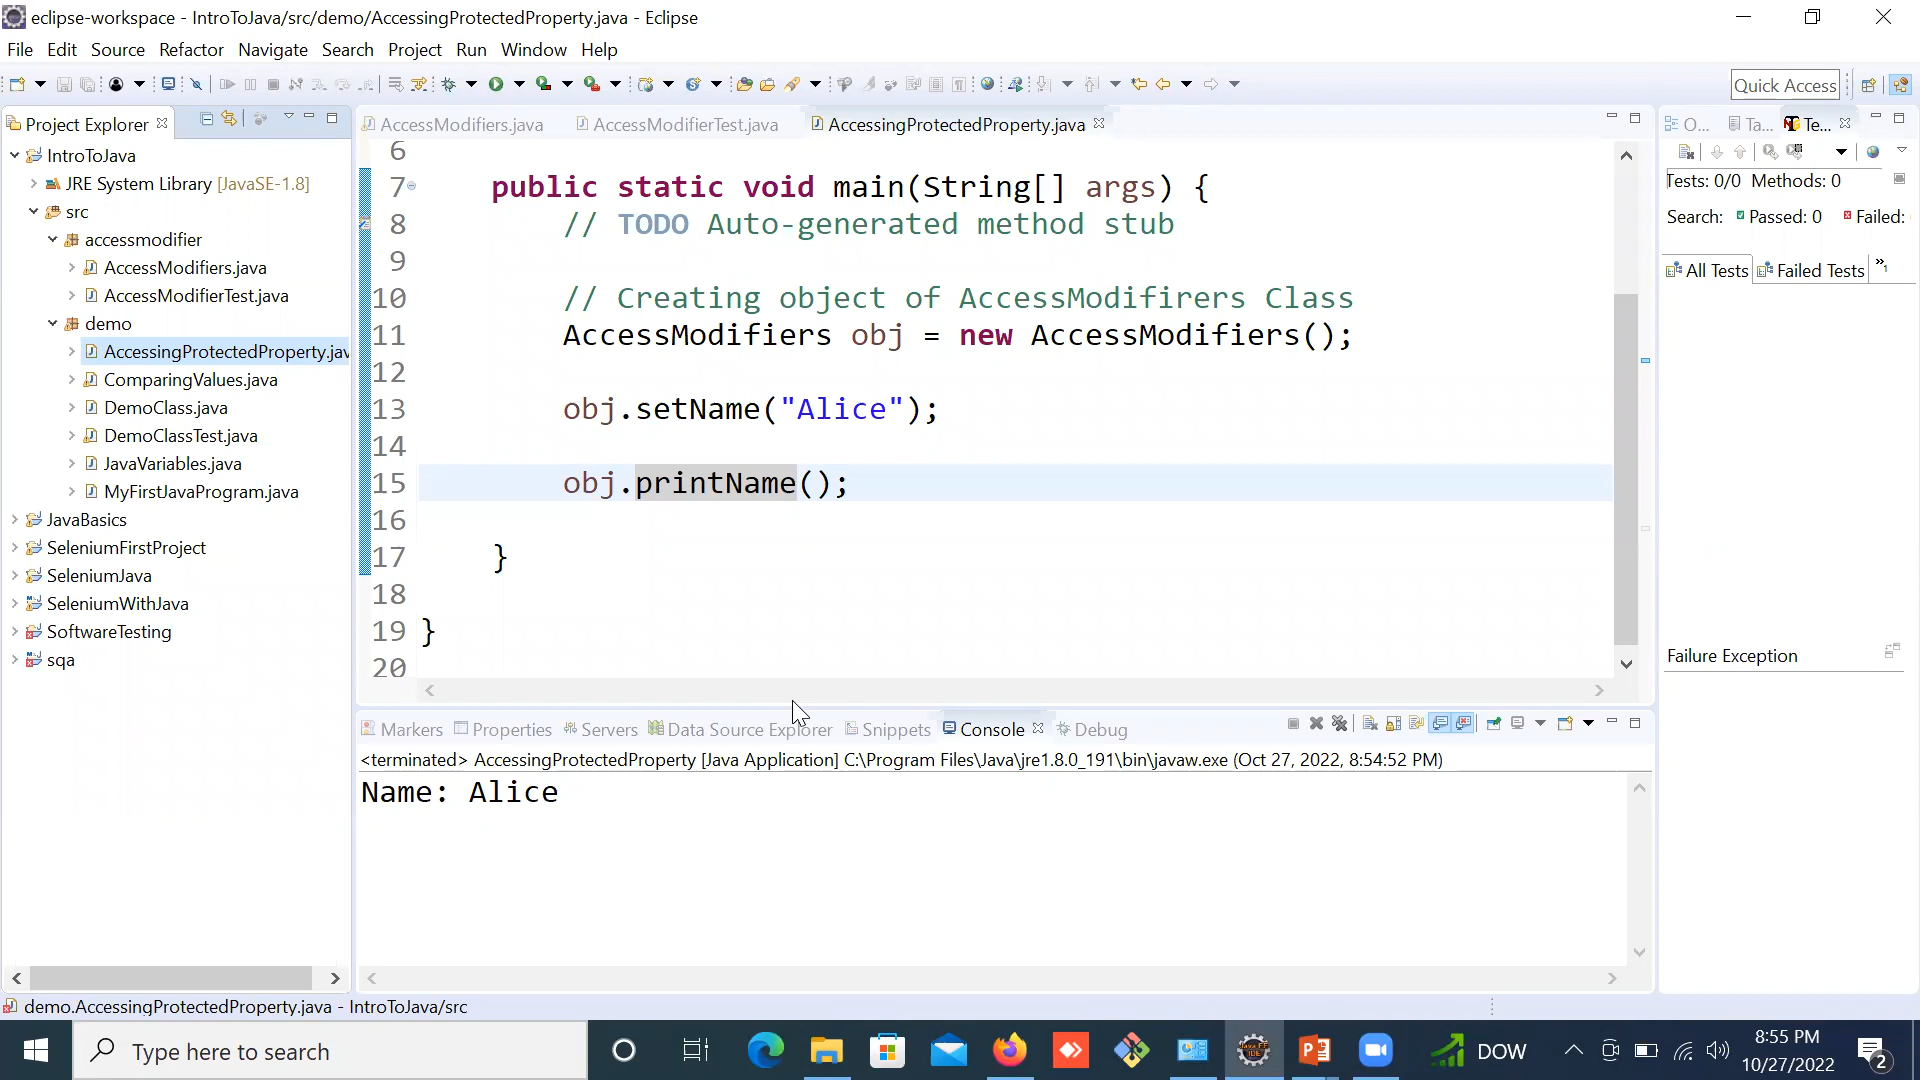 eclipse-workspace - IntroToJava/src/demo/AccessingProtectedProperty.java - Eclipse
File Edit Source Refactor Navigate Search Project Run Window Help
Quick Access
Project Explorer
IntroToJava
JRE System Library [JavaSE-1.8]
src
accessmodifier
AccessModifiers.java
AccessModifierTest.java
demo
AccessingProtectedProperty.jav
ComparingValues.java
DemoClass.java
DemoClassTest.java
JavaVariables.java
MyFirstJavaProgram.java
JavaBasics
SeleniumFirstProject
SeleniumJava
SeleniumWithJava
SoftwareTesting
sqa
AccessModifiers.java AccessModifierTest.java AccessingProtectedProperty.java
6
7 public static void main(String[] args) {
8 // TODO Auto-generated method stub
9
10 // Creating object of AccessModifirers Class
11 AccessModifiers obj = new AccessModifiers();
12
13 obj.setName("Alice");
14
15 obj.printName();
16
17 }
18
19 }
20
O... Ta... Te...
Tests: 0/0 Methods: 0
Search: Passed: 0 Failed:
All Tests Failed Tests »1
Failure Exception
Markers Properties Servers Data Source Explorer Snippets Console Debug
<terminated> AccessingProtectedProperty [Java Application] C:\Program Files\Java\jre1.8.0_191\bin\javaw.exe (Oct 27, 2022, 8:54:52 PM)
Name: Alice
demo.AccessingProtectedProperty.java - IntroToJava/src
Type here to search
DOW
8:55 PM
10/27/2022
2